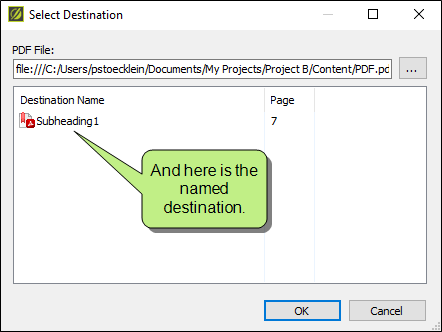 Select Destination
PDF File:
file:///C:/Users/pstoecklein/Documents/My Projects/Project B/Content/PDF.pd
...
Destination Name Page
Subheading1 7
And here is the
named
destination.
OK Cancel